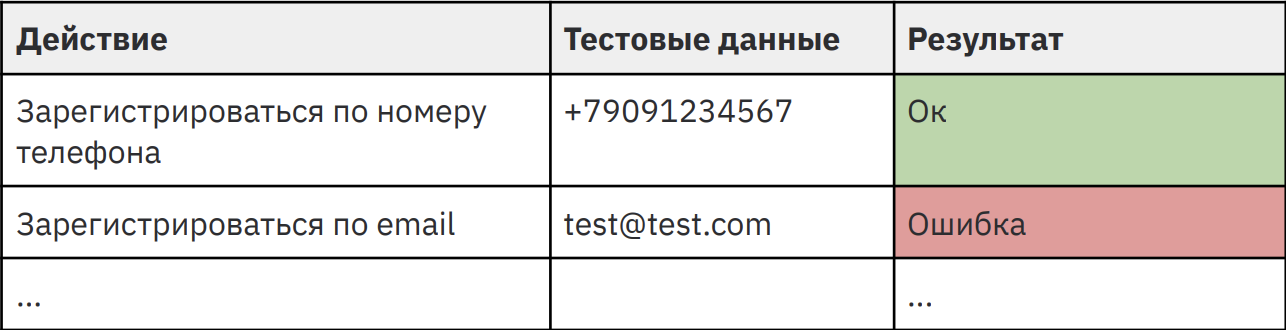 Действие Тестовые данные Результат
Зарегистрироваться по номеру +79091234567 Ок
телефона
Зарегистрироваться по email test@test.com Ошибка
... ...